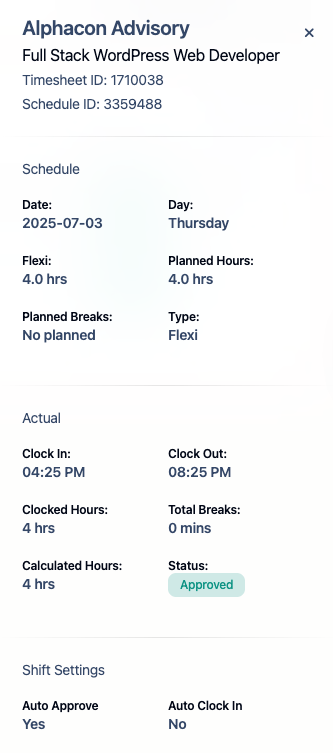 Alphacon Advisory
×
Full Stack WordPress Web Developer
Timesheet ID: 1710038
Schedule ID: 3359488
Schedule
Date: Day:
2025-07-03 Thursday
Flexi: Planned Hours:
4.0 hrs 4.0 hrs
Planned Breaks: Type:
No planned Flexi
Actual
Clock In: Clock Out:
04:25 PM 08:25 PM
Clocked Hours: Total Breaks:
4 hrs 0 mins
Calculated Hours: Status:
4 hrs Approved
Shift Settings
Auto Approve Auto Clock In
Yes No